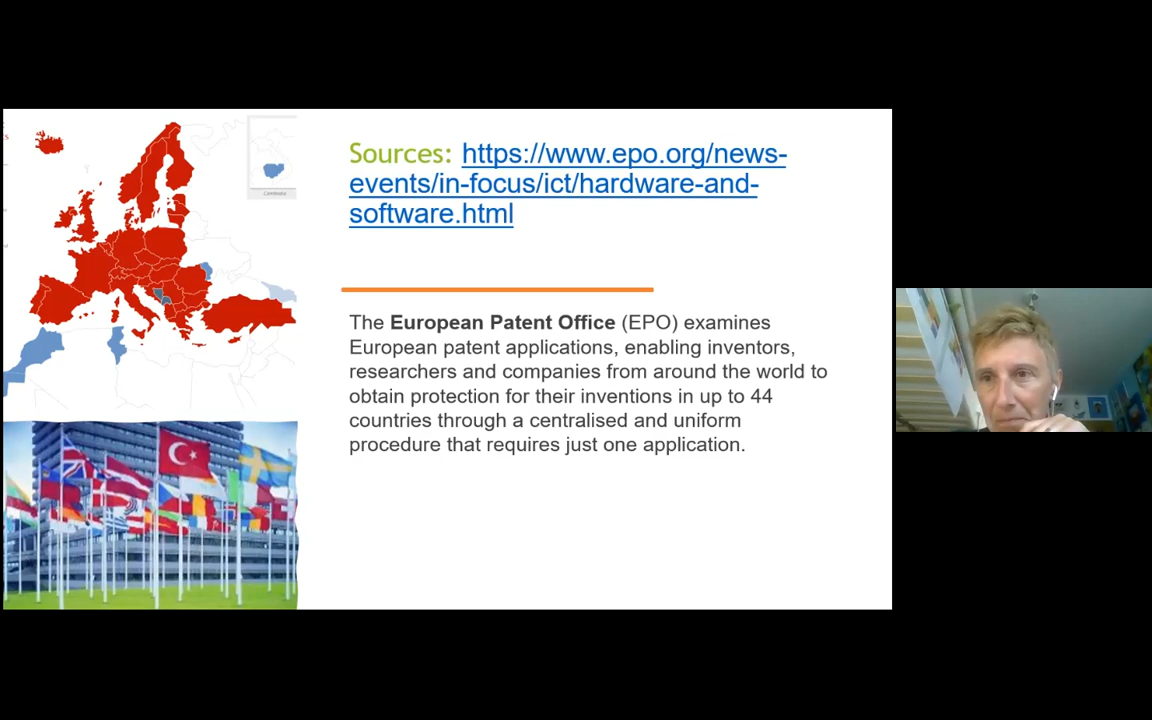 Sources: https://www.epo.org/news-
events/in-focus/ict/hardware-and-
software.html
The European Patent Office (EPO) examines
European patent applications, enabling inventors,
researchers and companies from around the world to
obtain protection for their inventions in up to 44
countries through a centralised and uniform
procedure that requires just one application.